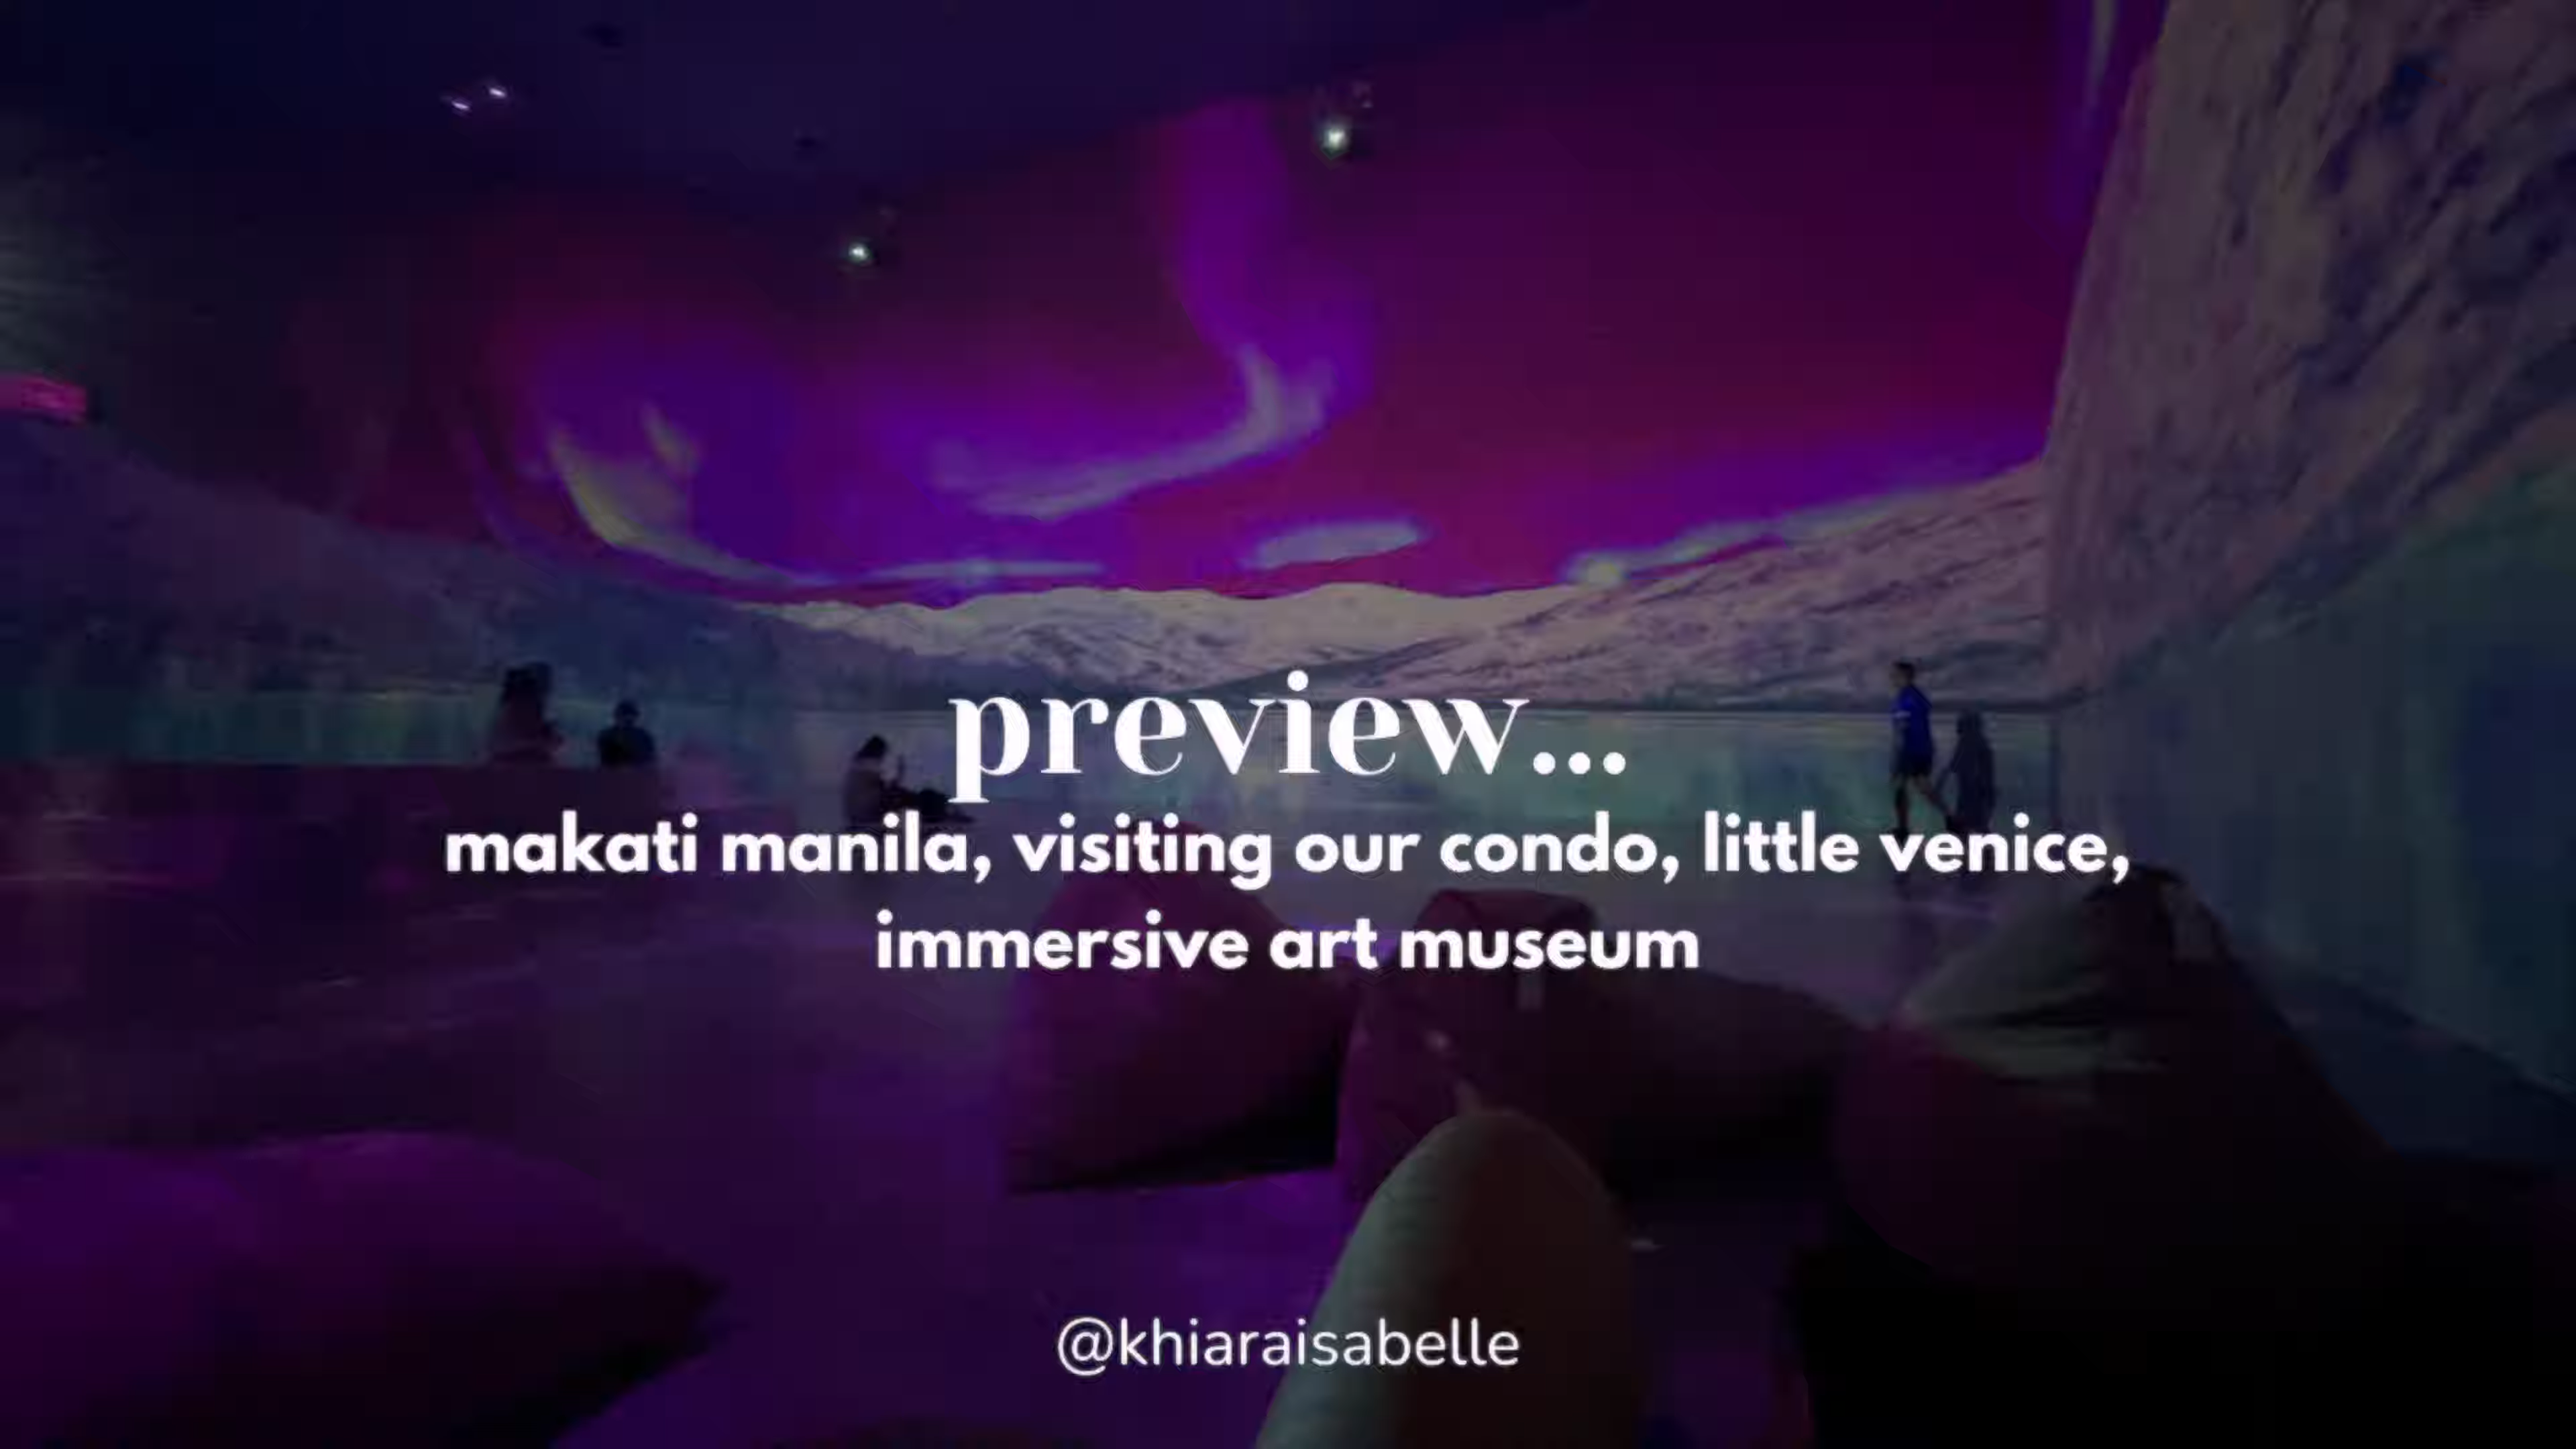 preview...
makati manila, visiting our condo, little venice,
immersive art museum
@khiaraisabelle